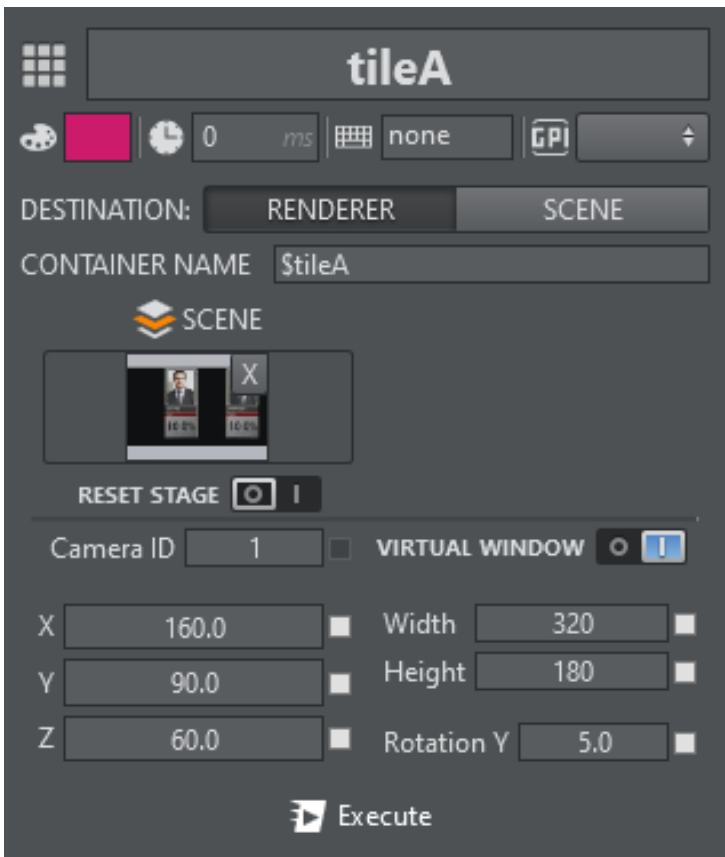 tileA
0 ms none GPI
DESTINATION: RENDERER SCENE
CONTAINER NAME $tileA
SCENE
X
RESET STAGE O I
Camera ID 1 VIRTUAL WINDOW O I
X 160.0 Width 320
Y 90.0 Height 180
Z 60.0 Rotation Y 5.0
Execute